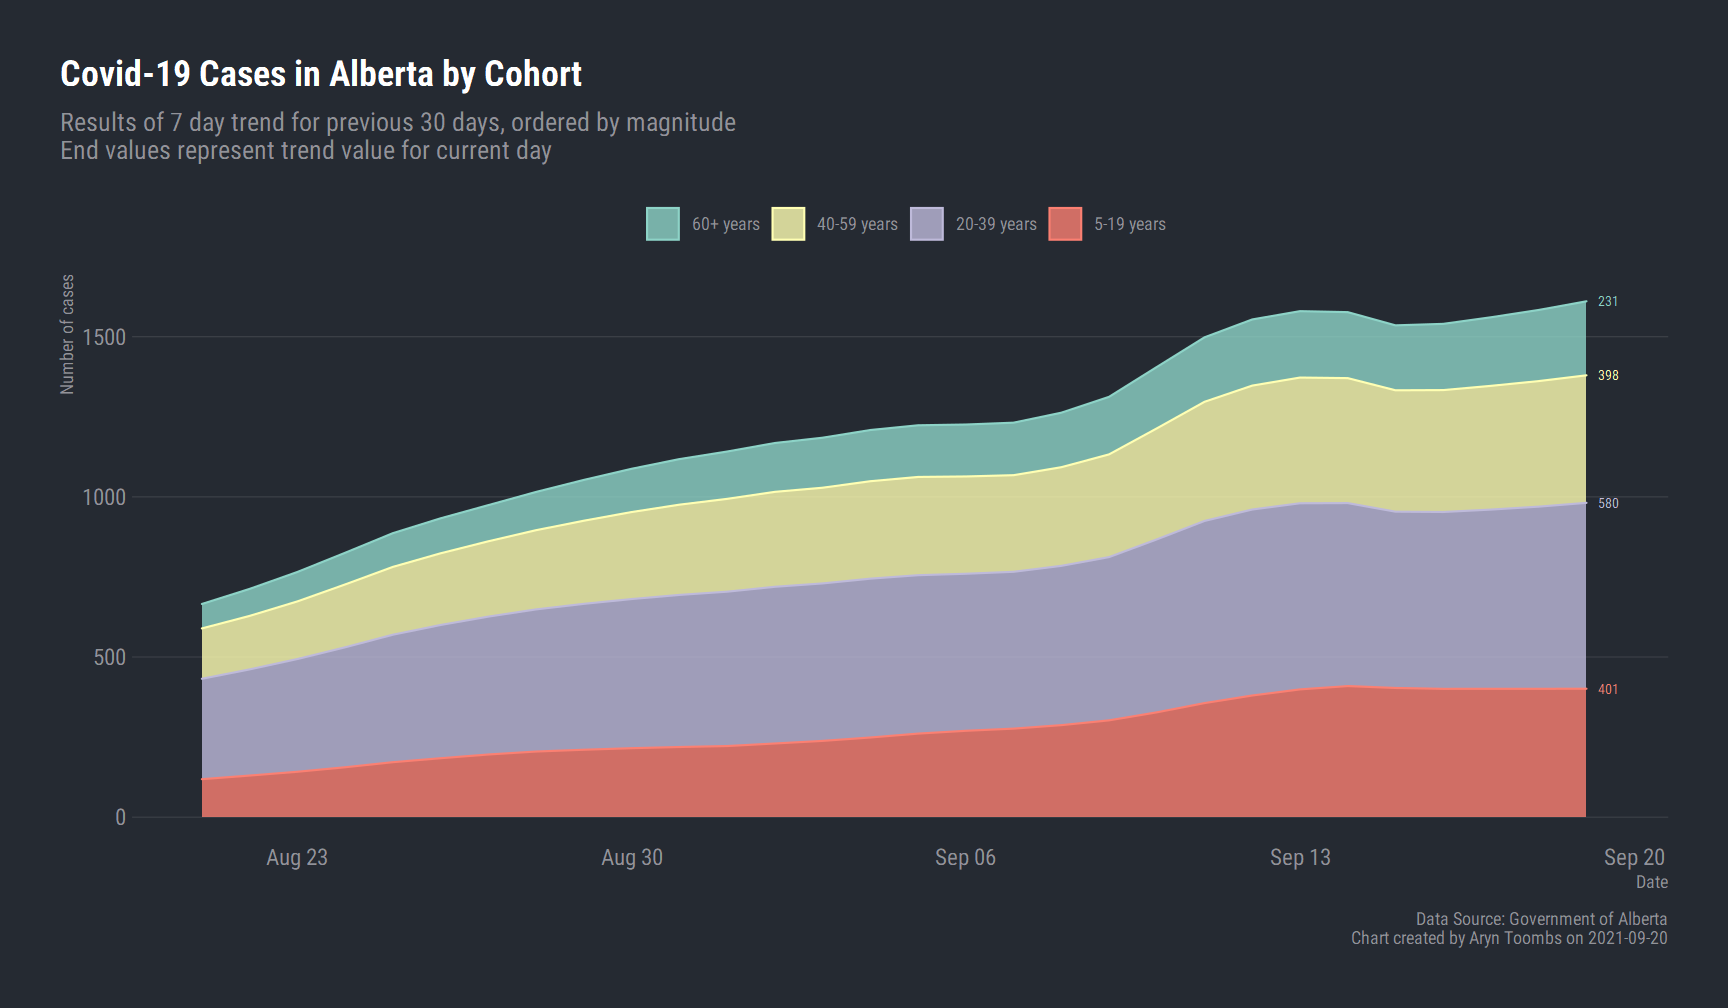 Covid-19 Cases in Alberta by Cohort
Results of 7 day trend for previous 30 days, ordered by magnitude
End values represent trend value for current day
60+ years 40-59 years 20-39 years 5-19 years
Number of cases
1500
1000
500
0
231
398
580
401
Aug 23 Aug 30 Sep 06 Sep 13 Sep 20
Date
Data Source: Government of Alberta
Chart created by Aryn Toombs on 2021-09-20